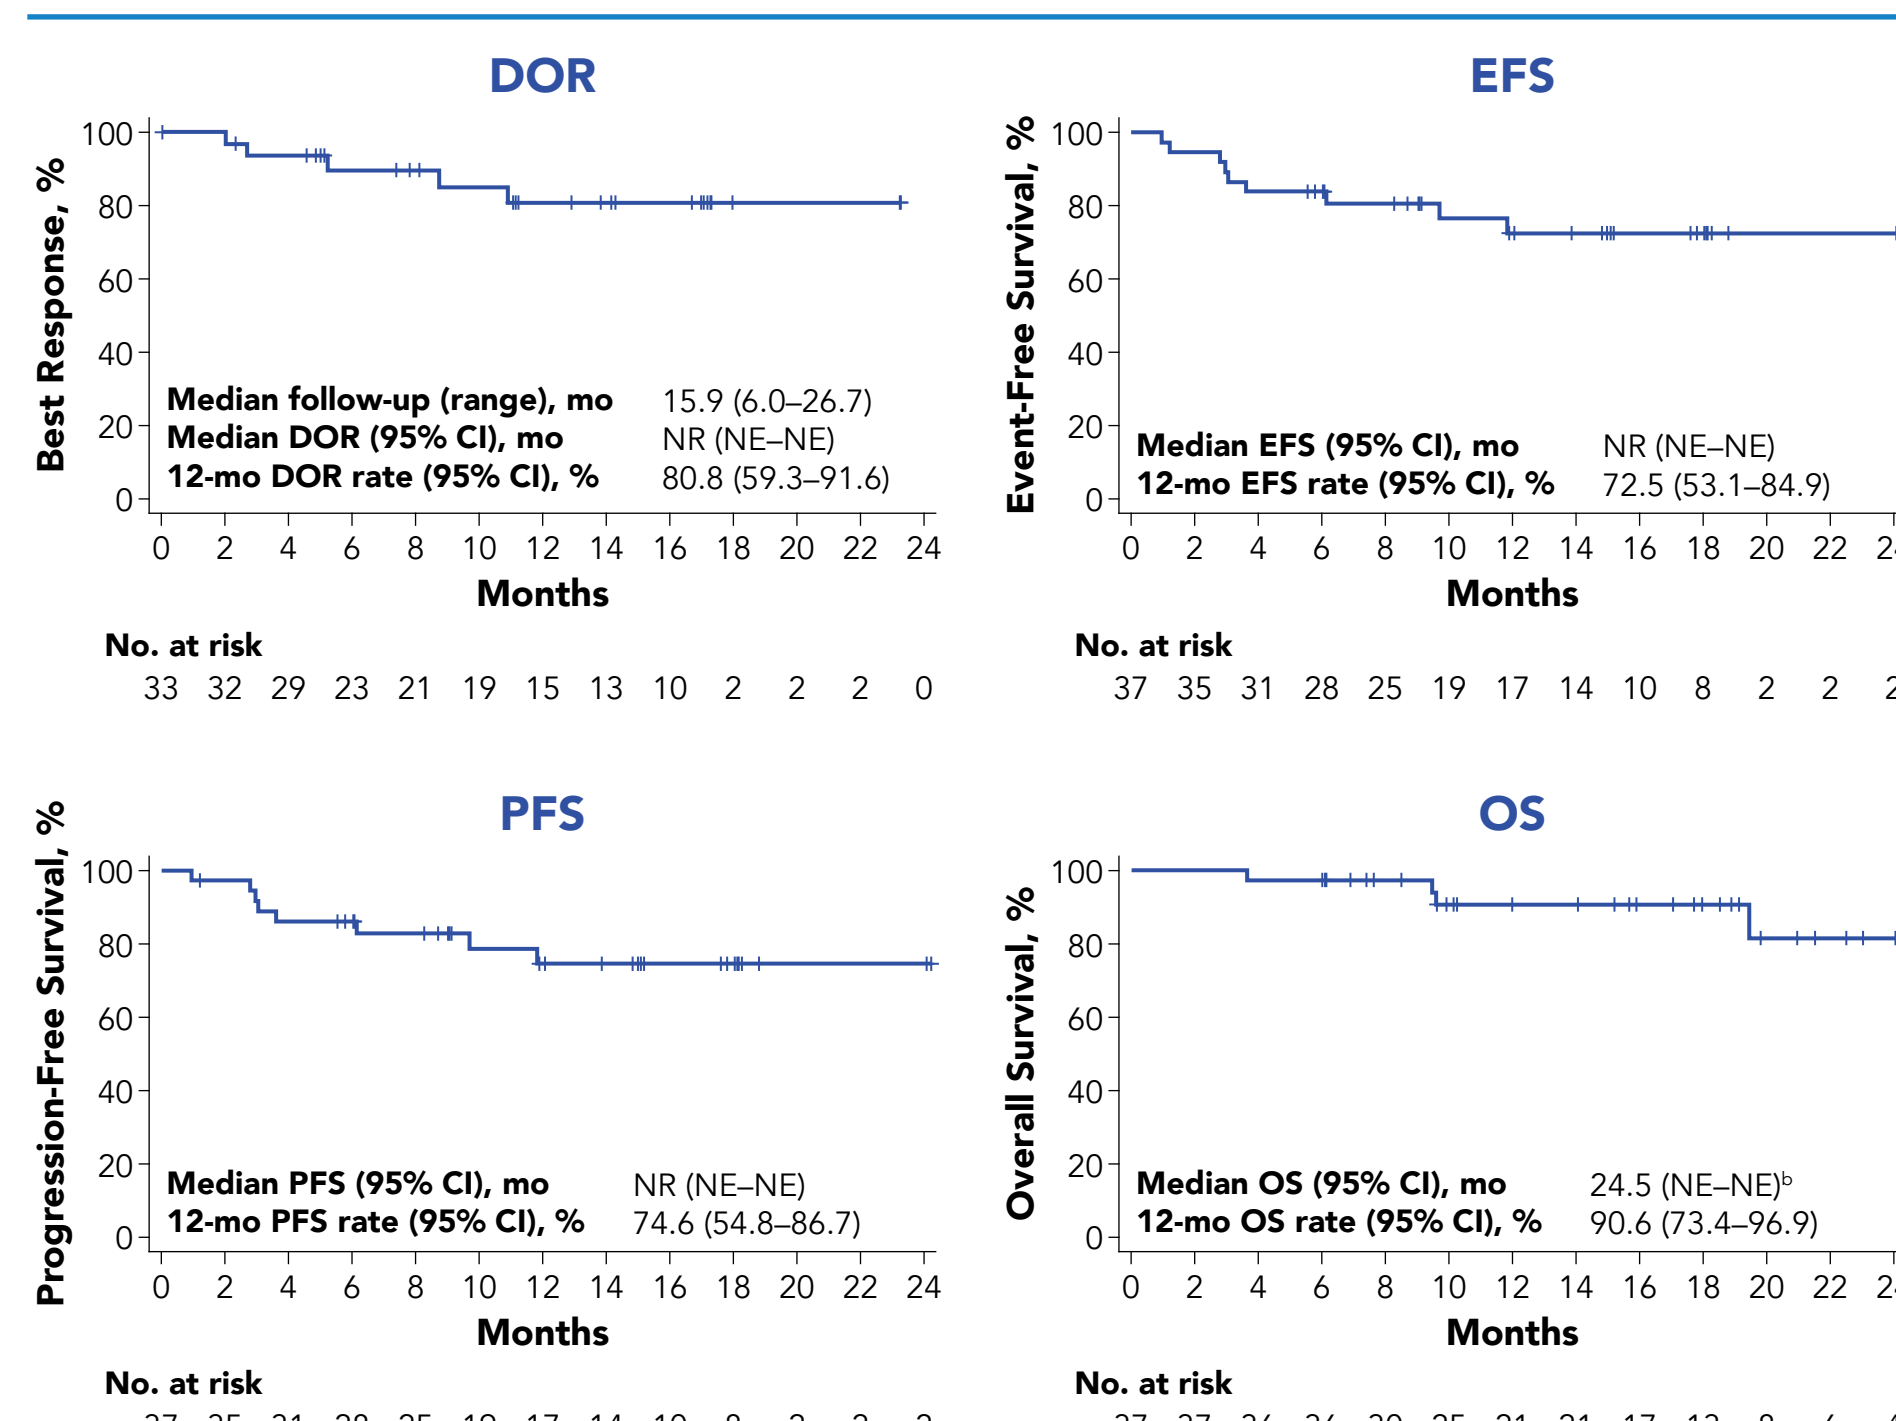 DOR
Best Response, %
100
80
60
40
20
0
Median follow-up (range), mo 15.9 (6.0–26.7)
Median DOR (95% CI), mo NR (NE–NE)
12-mo DOR rate (95% CI), % 80.8 (59.3–91.6)
0 2 4 6 8 10 12 14 16 18 20 22 24
Months
No. at risk
33 32 29 23 21 19 15 13 10 2 2 2 0
EFS
Event-Free Survival, %
100
80
60
40
20
0
Median EFS (95% CI), mo NR (NE–NE)
12-mo EFS rate (95% CI), % 72.5 (53.1–84.9)
0 2 4 6 8 10 12 14 16 18 20 22
Months
No. at risk
37 35 31 28 25 19 17 14 10 8 2 2
PFS
Progression-Free Survival, %
100
80
60
40
20
0
Median PFS (95% CI), mo NR (NE–NE)
12-mo PFS rate (95% CI), % 74.6 (54.8–86.7)
0 2 4 6 8 10 12 14 16 18 20 22 24
Months
No. at risk
OS
Overall Survival, %
100
80
60
40
20
0
Median OS (95% CI), mo 24.5 (NE–NE)b
12-mo OS rate (95% CI), % 90.6 (73.4–96.9)
0 2 4 6 8 10 12 14 16 18 20 22
Months
No. at risk